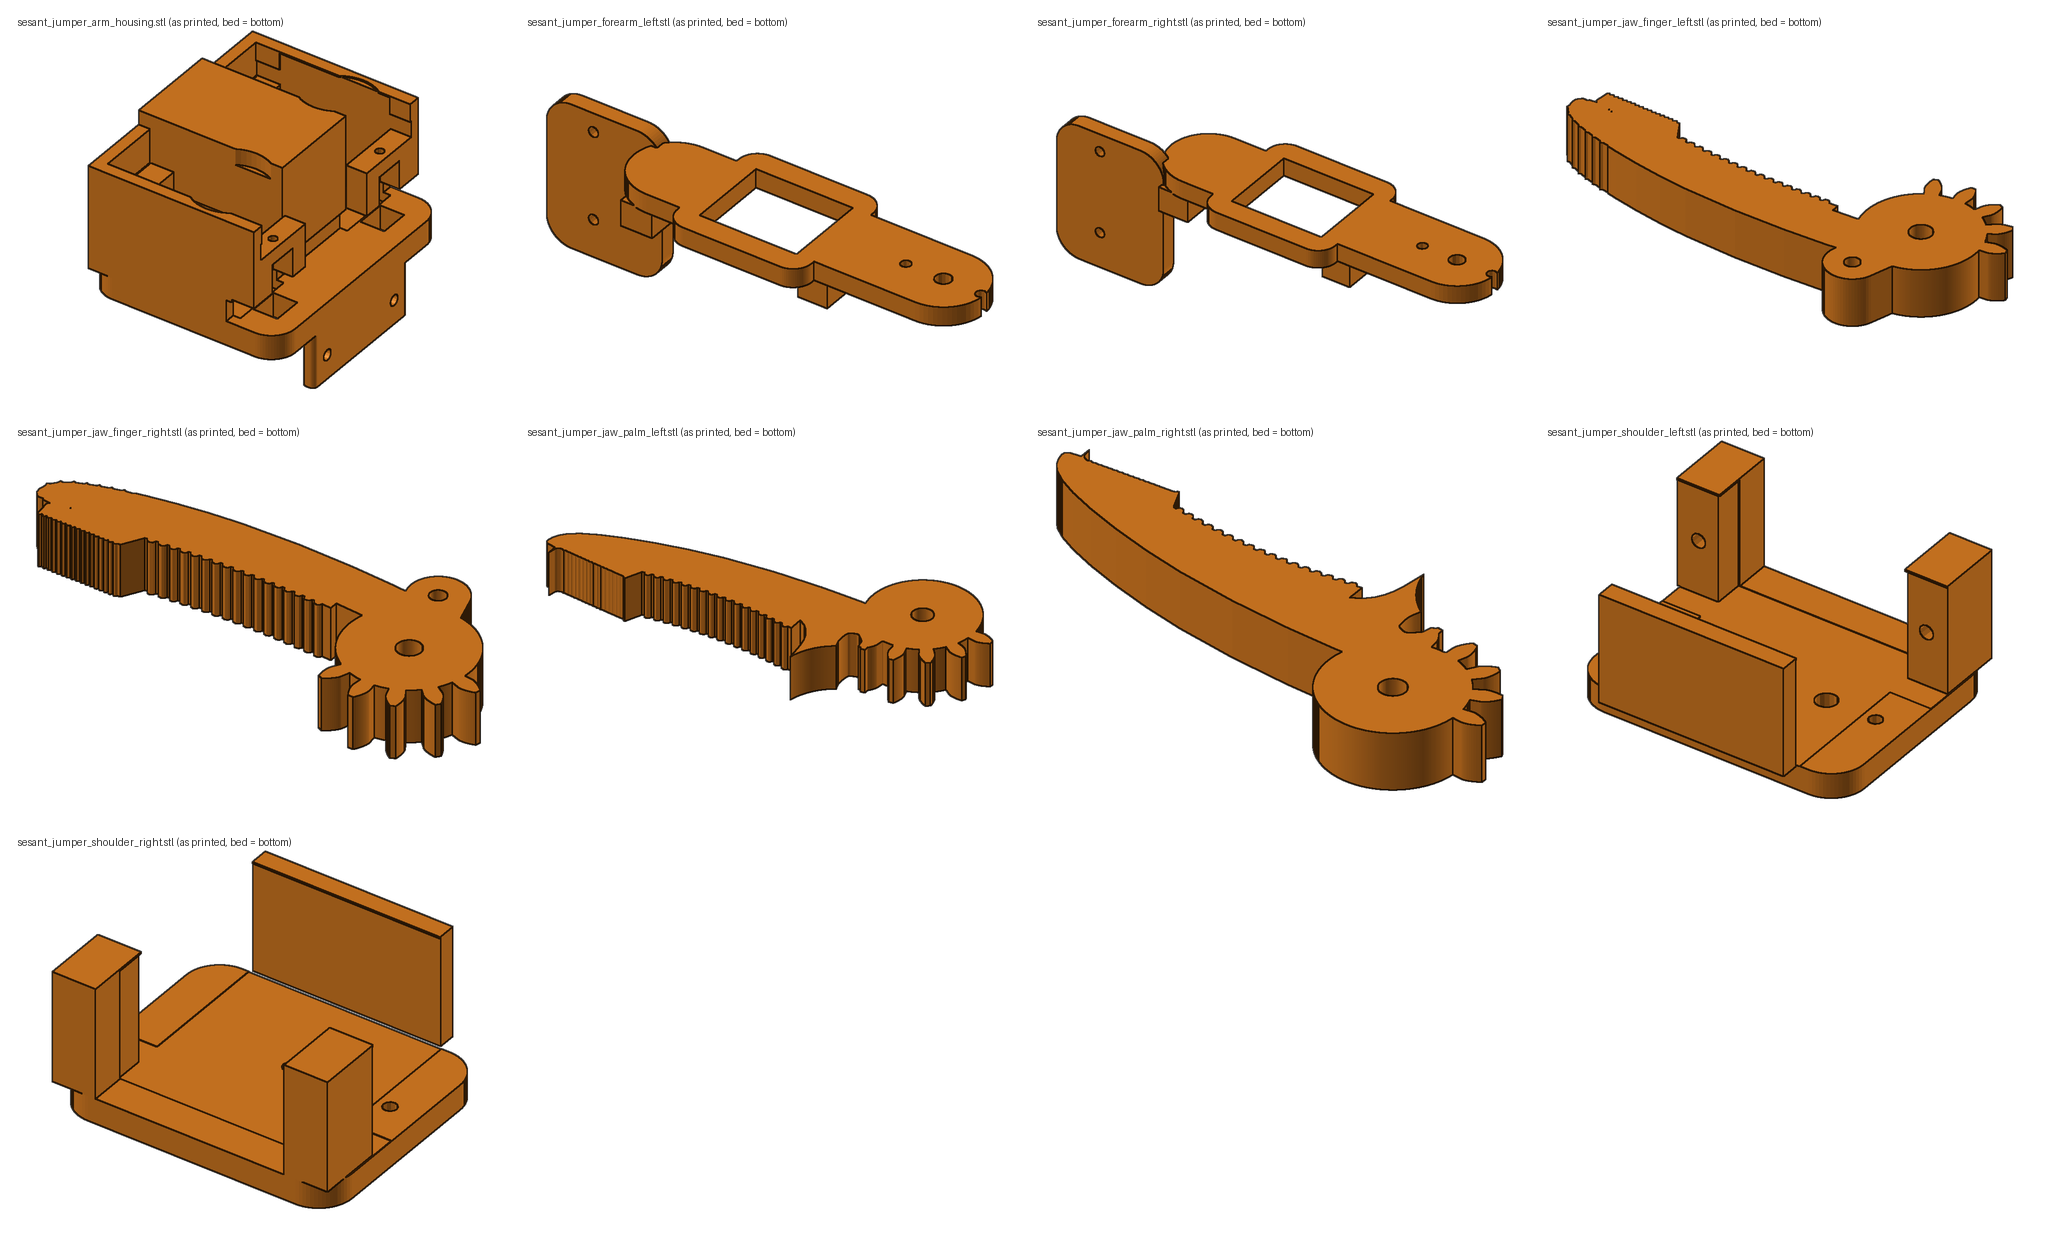 sesant_jumper_arm_housing.stl (as printed, bed = bottom)
sesant_jumper_forearm_left.stl (as printed, bed = bottom)
sesant_jumper_forearm_right.stl (as printed, bed = bottom)
sesant_jumper_jaw_finger_left.stl (as printed, bed = bottom)
sesant_jumper_jaw_finger_right.stl (as printed, bed = bottom)
sesant_jumper_jaw_palm_left.stl (as printed, bed = bottom)
sesant_jumper_jaw_palm_right.stl (as printed, bed = bottom)
sesant_jumper_shoulder_left.stl (as printed, bed = bottom)
sesant_jumper_shoulder_right.stl (as printed, bed = bottom)